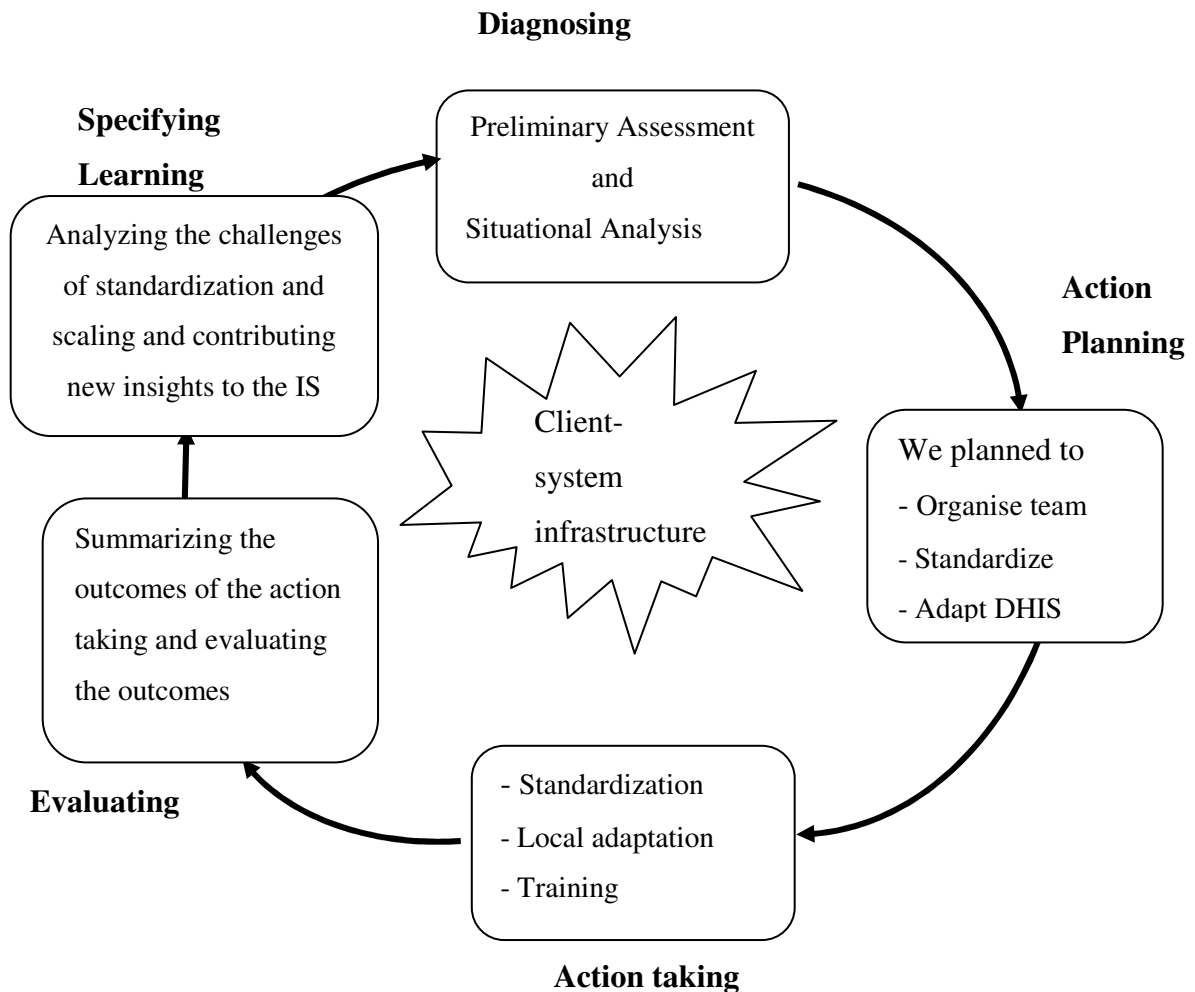 Diagnosing
Preliminary Assessment
and
Situational Analysis
Action
Planning
We planned to
- Organise team
- Standardize
- Adapt DHIS
- Standardization
- Local adaptation
- Training
Action taking
Summarizing the
outcomes of the action
taking and evaluating
the outcomes
Evaluating
Specifying
Learning
Analyzing the challenges
of standardization and
scaling and contributing
new insights to the IS
Client-
system
infrastructure